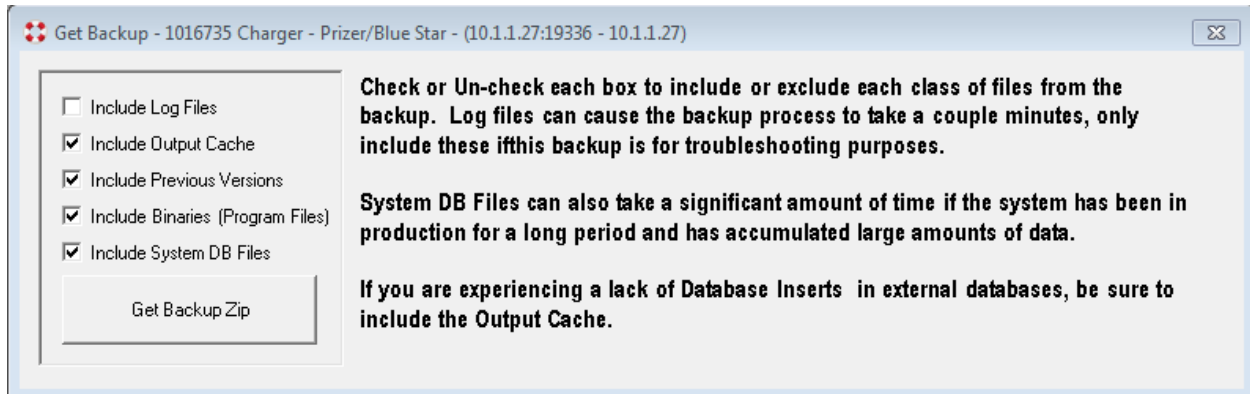 Get Backup - 1016735 Charger - Prizer/Blue Star - (10.1.1.27:19336 - 10.1.1.27)
Include Log Files
Include Output Cache
Include Previous Versions
Include Binaries (Program Files)
Include System DB Files
Get Backup Zip
Check or Un-check each box to include or exclude each class of files from the
backup. Log files can cause the backup process to take a couple minutes, only
include these ifthis backup is for troubleshooting purposes.
System DB Files can also take a significant amount of time if the system has been in
production for a long period and has accumulated large amounts of data.
If you are experiencing a lack of Database Inserts in external databases, be sure to
include the Output Cache.